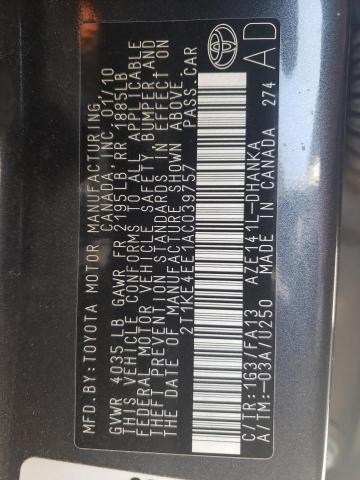 MFD.BY:TOYOTA MOTOR MANUFACTURING
CANADA INC. 01/10
GVWR 4035LB GAWR FR 2195LB, RR 1885LB
THIS VEHICLE CONFORMS TO ALL APPLICABLE
FEDERAL MOTOR VEHICLE SAFETY, BUMPER AND
THEFT PREVENTION STANDARDS IN EFFECT ON
THE DATE OF MANUFACTURE SHOWN ABOVE.
2T1KE4EE1AC039757 PASS.CAR
C/TR:1G3/FA13 AZE141L-DHANKA
A/TM:-03A/U250 MADE IN CANADA 274
AD